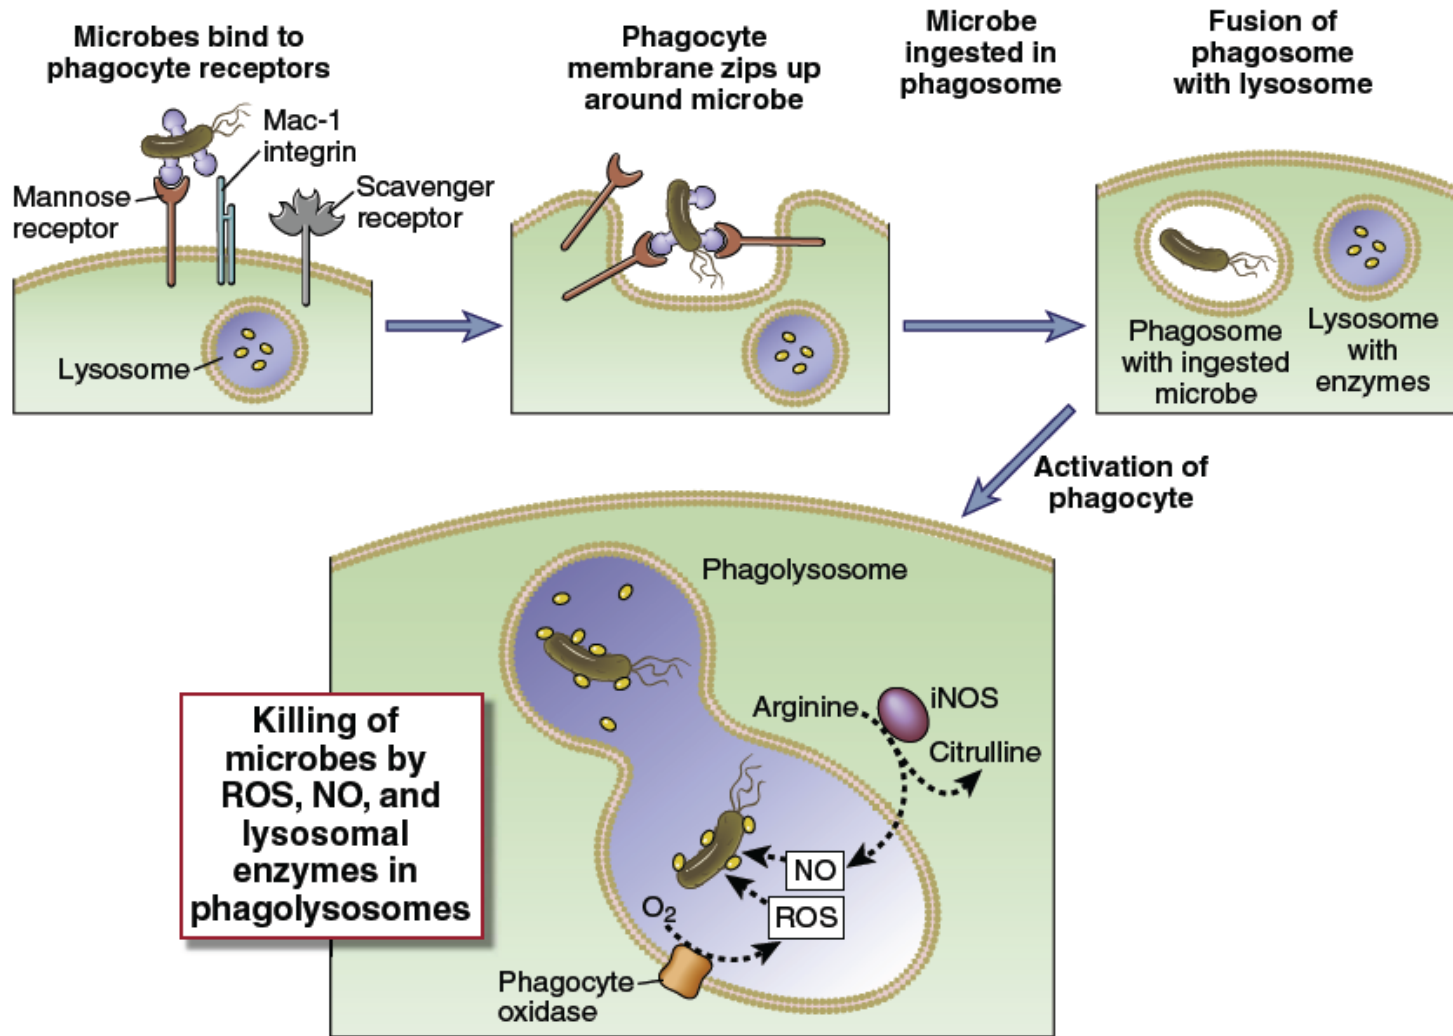 Microbes bind to
phagocyte receptors
Mac-1
integrin
Mannose
receptor
Scavenger
receptor
Lysosome
Phagocyte
membrane zips up
around microbe
Microbe
ingested in
phagosome
Fusion of
phagosome
with lysosome
Phagosome
with ingested
microbe
Lysosome
with
enzymes
Activation of
phagocyte
Phagolysosome
Arginine
iNOS
Citrulline
NO
ROS
O₂
Phagocyte
oxidase
Killing of
microbes by
ROS, NO, and
lysosomal
enzymes in
phagolysosomes